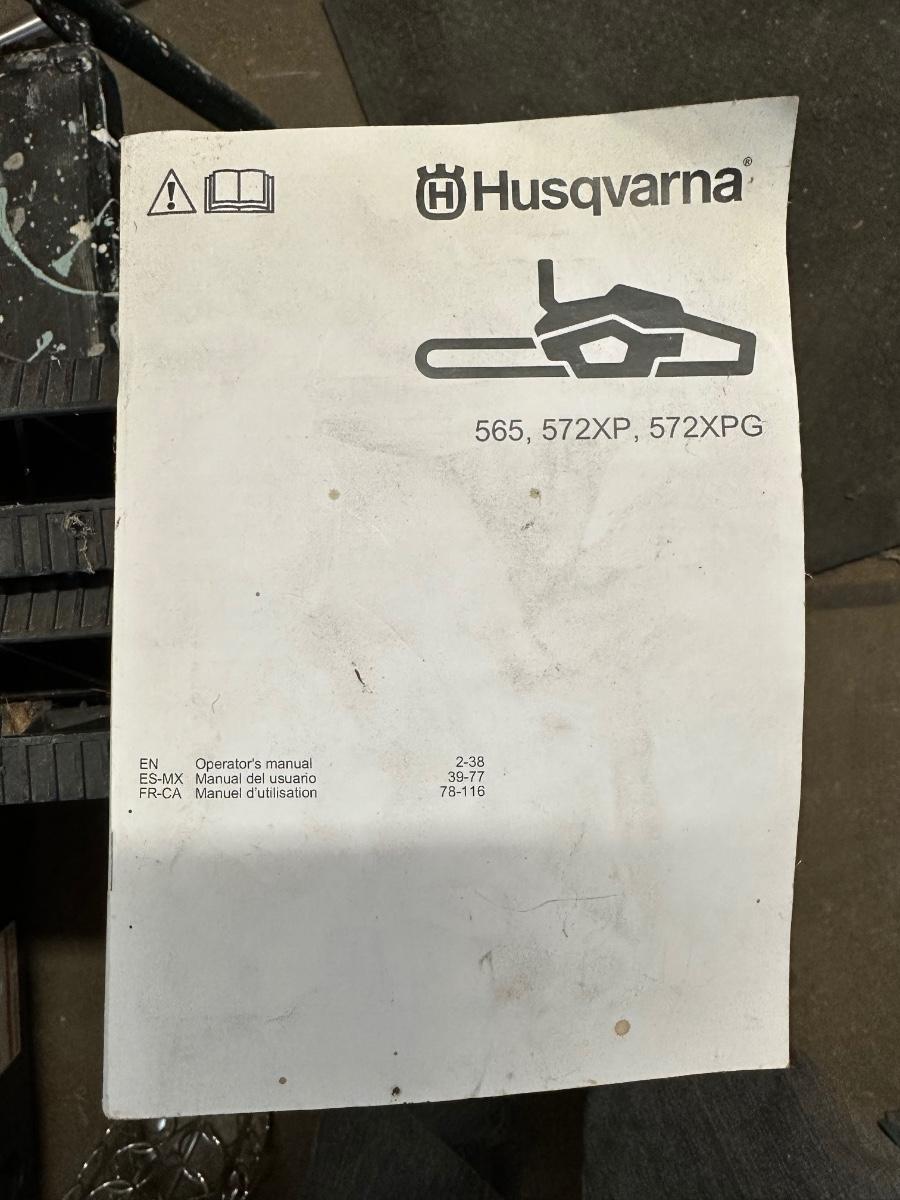 Husqvarna®
565, 572XP, 572XPG
EN Operator's manual 2-38
ES-MX Manual del usuario 39-77
FR-CA Manuel d'utilisation 78-116